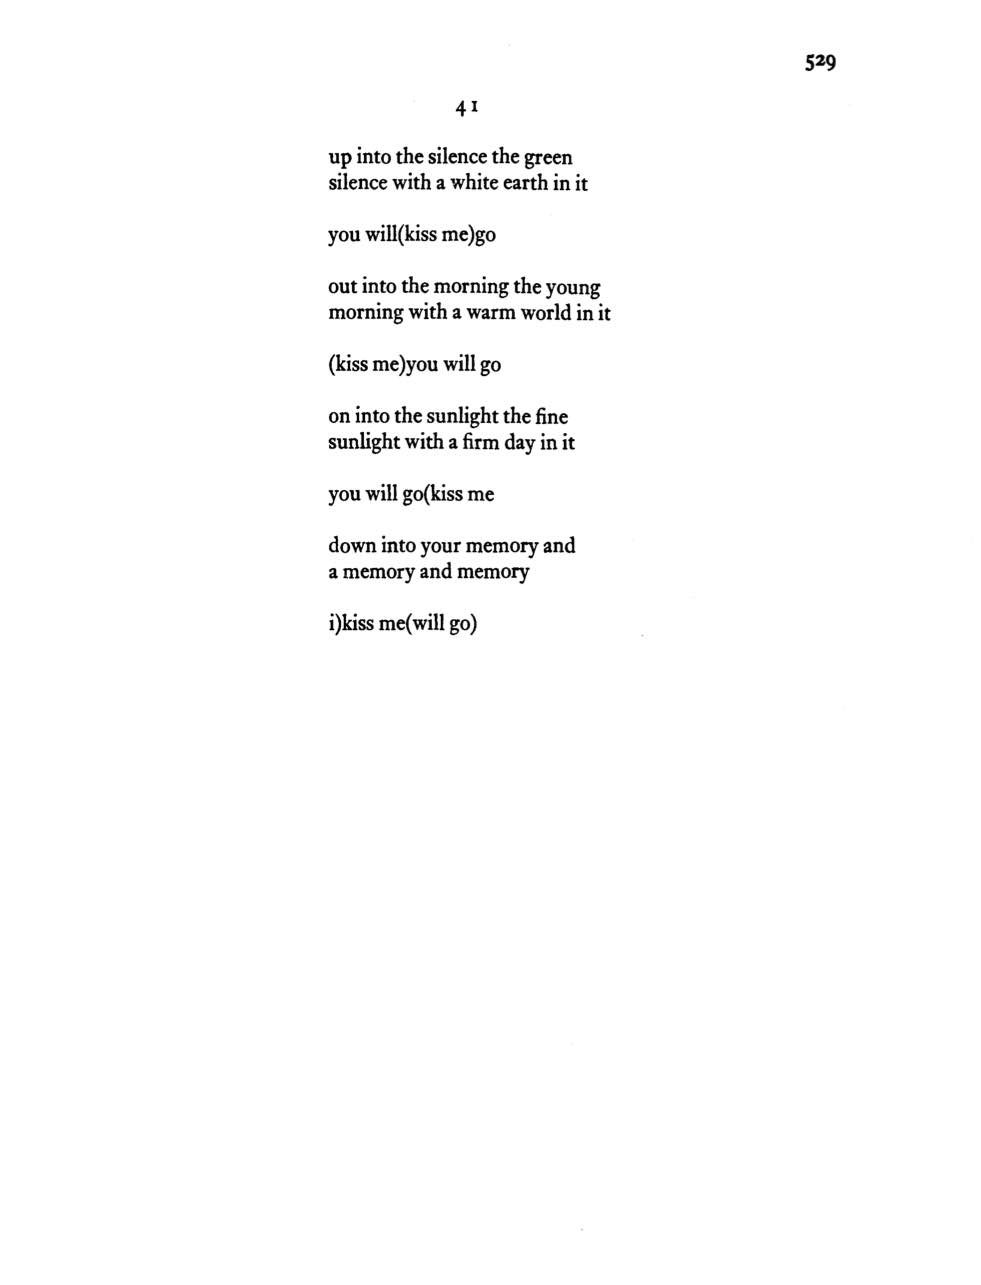 529
41
up into the silence the green
silence with a white earth in it
you will(kiss me)go
out into the morning the young
morning with a warm world in it
(kiss me)you will go
on into the sunlight the fine
sunlight with a firm day in it
you will go(kiss me
down into your memory and
a memory and memory
i)kiss me(will go)